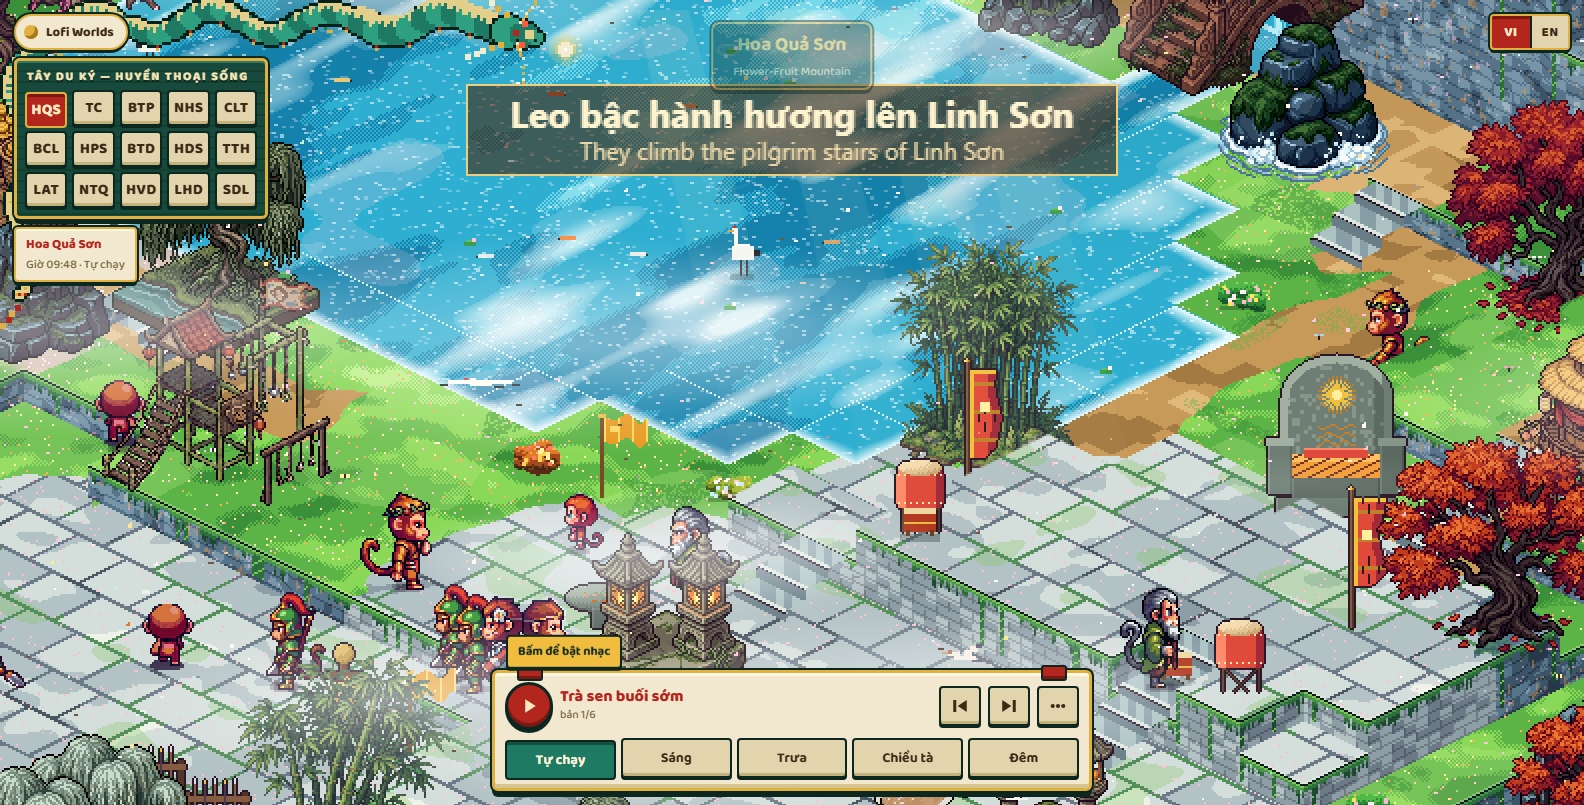 Lofi Worlds
TÂY DU KÝ — HUYỀN THOẠI SỐNG
HQS TC BTP NHS CLT
BCL HPS BTD HDS TTH
LAT NTQ HVD LHD SDL
Hoa Quả Sơn
Giờ 09:48 · Tự chạy
Hoa Quả Sơn
Flower-Fruit Mountain
Leo bậc hành hương lên Linh Sơn
They climb the pilgrim stairs of Linh Sơn
VI EN
Bấm để bật nhạc
Trà sen buổi sớm
bản 1/6
Tự chạy Sáng Trưa Chiều tà Đêm